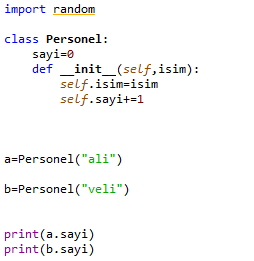 import random
class Personel:
    sayi=0
    def __init__(self,isim):
        self.isim=isim
        self.sayi+=1
a=Personel("ali")
b=Personel("veli")
print(a.sayi)
print(b.sayi)